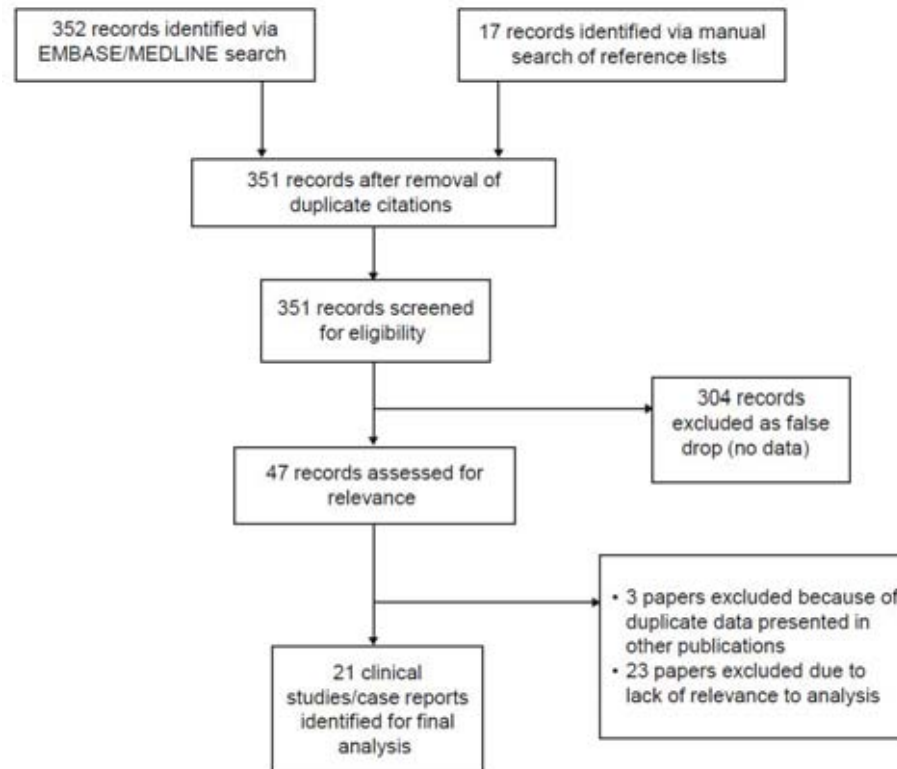 352 records identified via
EMBASE/MEDLINE search
17 records identified via manual
search of reference lists
351 records after removal of
duplicate citations
351 records screened
for eligibility
304 records
excluded as false
drop (no data)
47 records assessed for
relevance
• 3 papers excluded because of
duplicate data presented in
other publications
• 23 papers excluded due to
lack of relevance to analysis
21 clinical
studies/case reports
identified for final
analysis